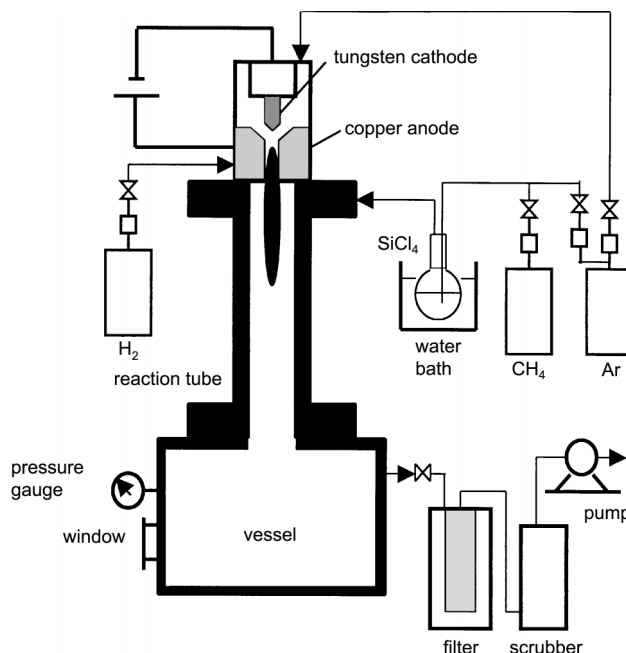 tungsten cathode
copper anode
SiCl₄
H₂
water
bath
CH₄
Ar
reaction tube
pressure
gauge
window
vessel
pump
filter
scrubber